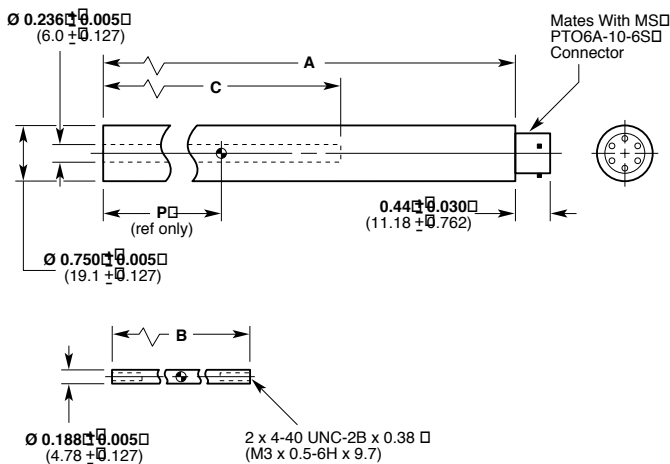 Ø 0.236 ± 0.005
(6.0 ± 0.127)
Mates With MS
PTO6A-10-6S
Connector
A
C
P
(ref only)
0.44 ± 0.030
(11.18 ± 0.762)
Ø 0.750 ± 0.005
(19.1 ± 0.127)
B
Ø 0.188 ± 0.005
(4.78 ± 0.127)
2 x 4-40 UNC-2B x 0.38
(M3 x 0.5-6H x 9.7)